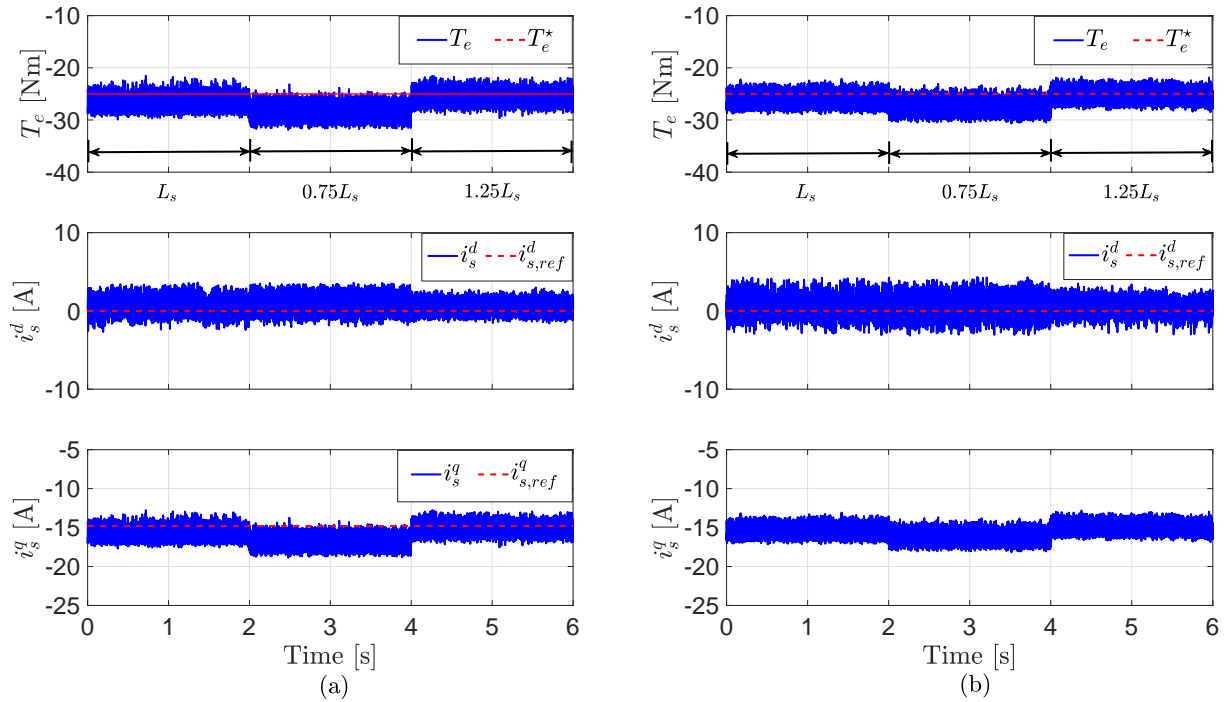 -10
-20
-30
-40
T_e [Nm]
T_e T_e^⋆
L_s 0.75L_s 1.25L_s
10
0
-10
i_s^d [A]
i_s^d i_{s,ref}^d
-5
-10
-15
-20
-25
i_s^q [A]
i_s^q i_{s,ref}^q
0 1 2 3 4 5 6
Time [s]
(a)
-10
-20
-30
-40
T_e [Nm]
T_e T_e^⋆
L_s 0.75L_s 1.25L_s
10
0
-10
i_s^d [A]
i_s^d i_{s,ref}^d
-5
-10
-15
-20
-25
i_s^q [A]
0 1 2 3 4 5 6
Time [s]
(b)